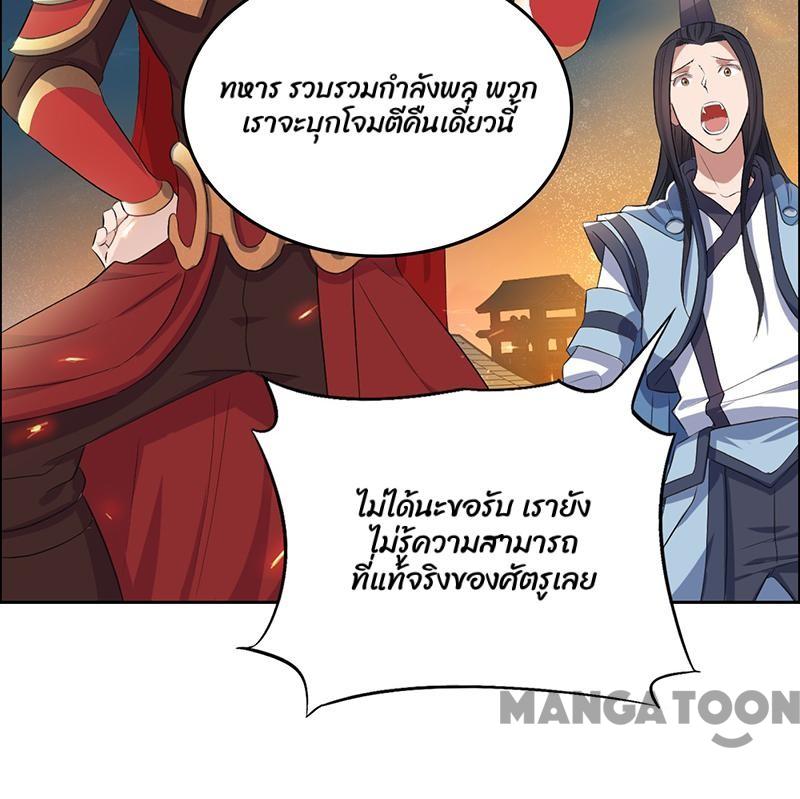 ทหาร รวบรวมกำลังพล พวก
เราจะบุกโจมตีคืนเดี๋ยวนี้
ไม่ได้นะขอรับ เรายัง
ไม่รู้ความสามารถ
ที่แท้จริงของศัตรูเลย
MANGATOON